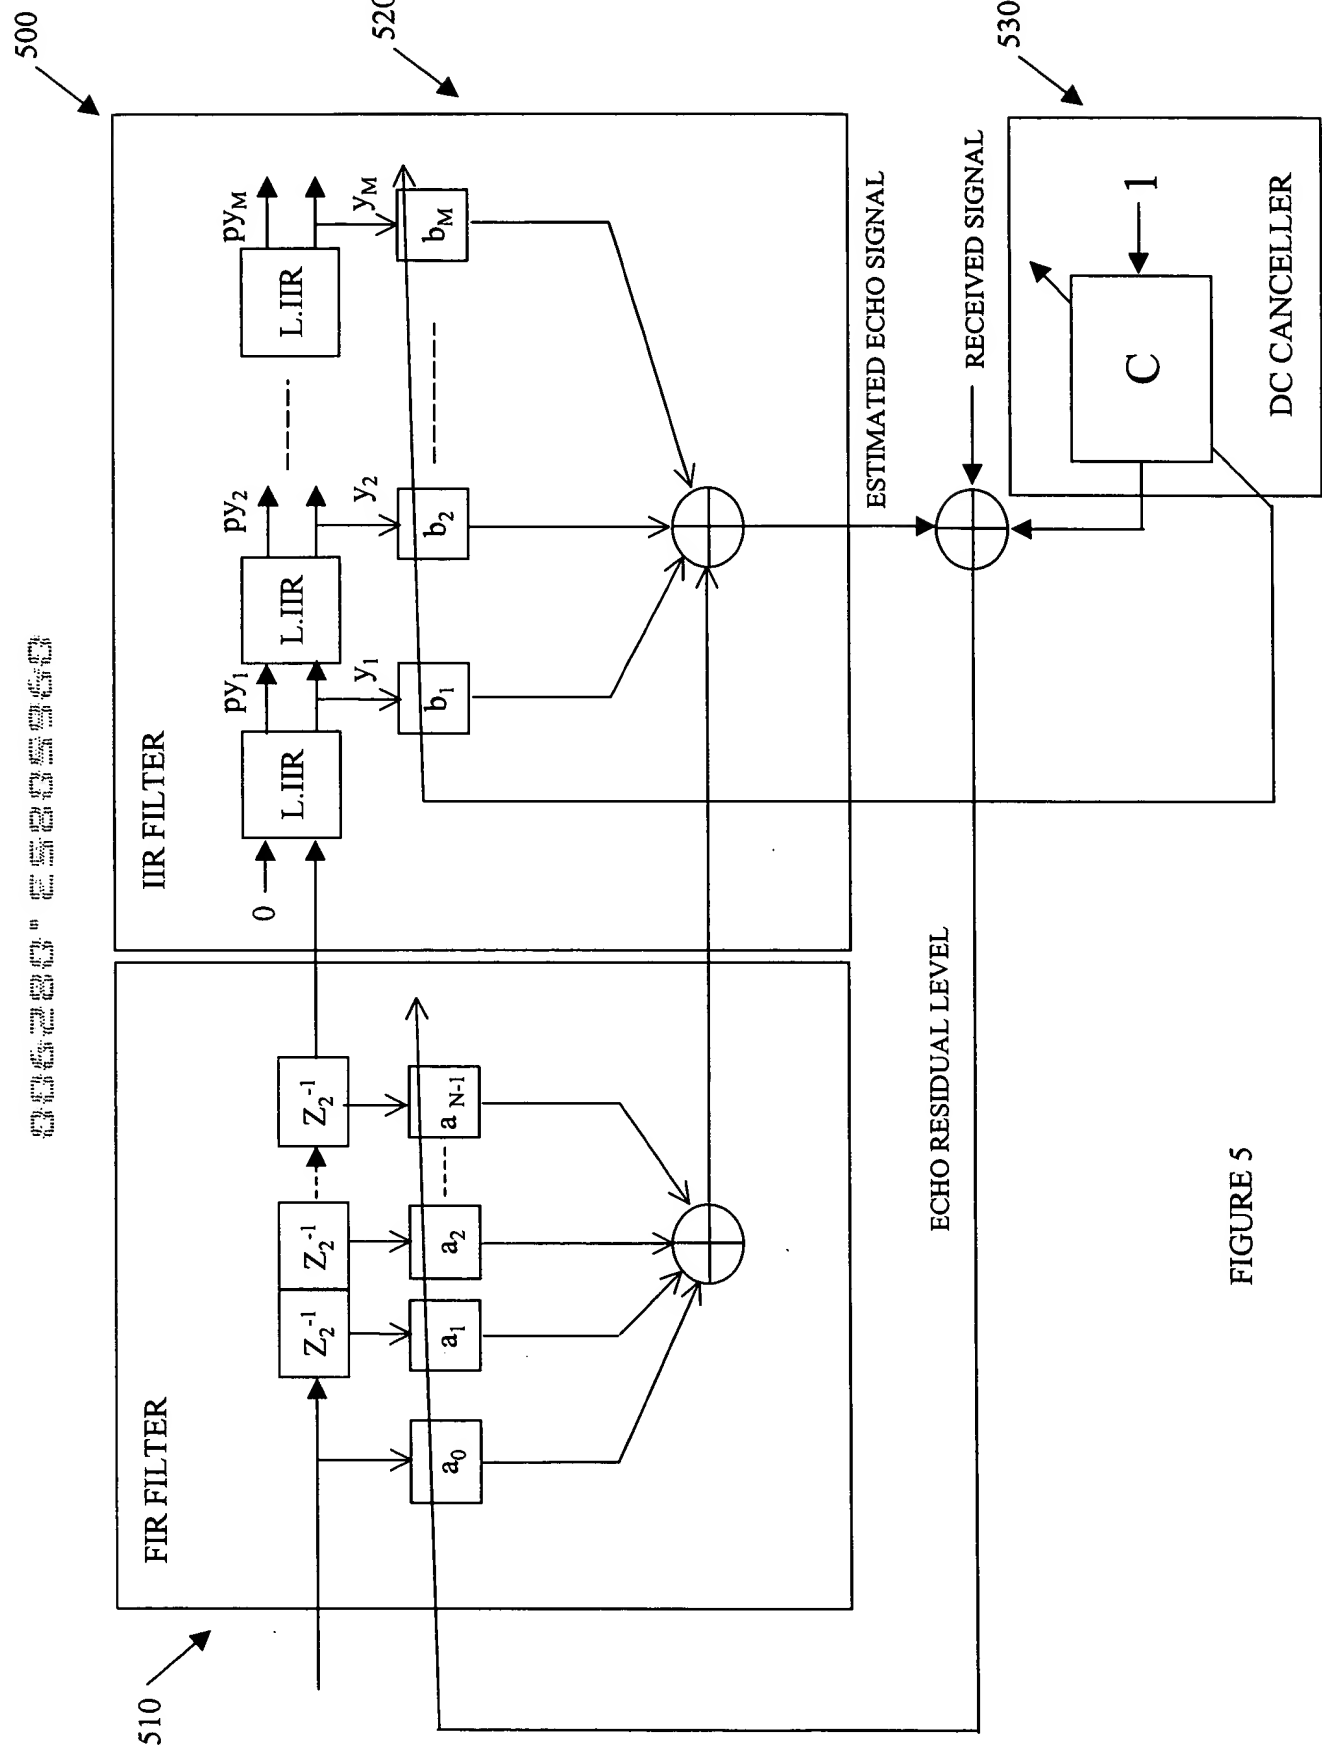 500
520
530
510
FIR FILTER
Z₂⁻¹
Z₂⁻¹
Z₂⁻¹
a₀
a₁
a₂
a N-1
IIR FILTER
0
L.IIR
py₁
y₁
L.IIR
py₂
y₂
L.IIR
pyM
yM
b₁
b₂
bM
ESTIMATED ECHO SIGNAL
RECEIVED SIGNAL
ECHO RESIDUAL LEVEL
C
1
DC CANCELLER
FIGURE 5